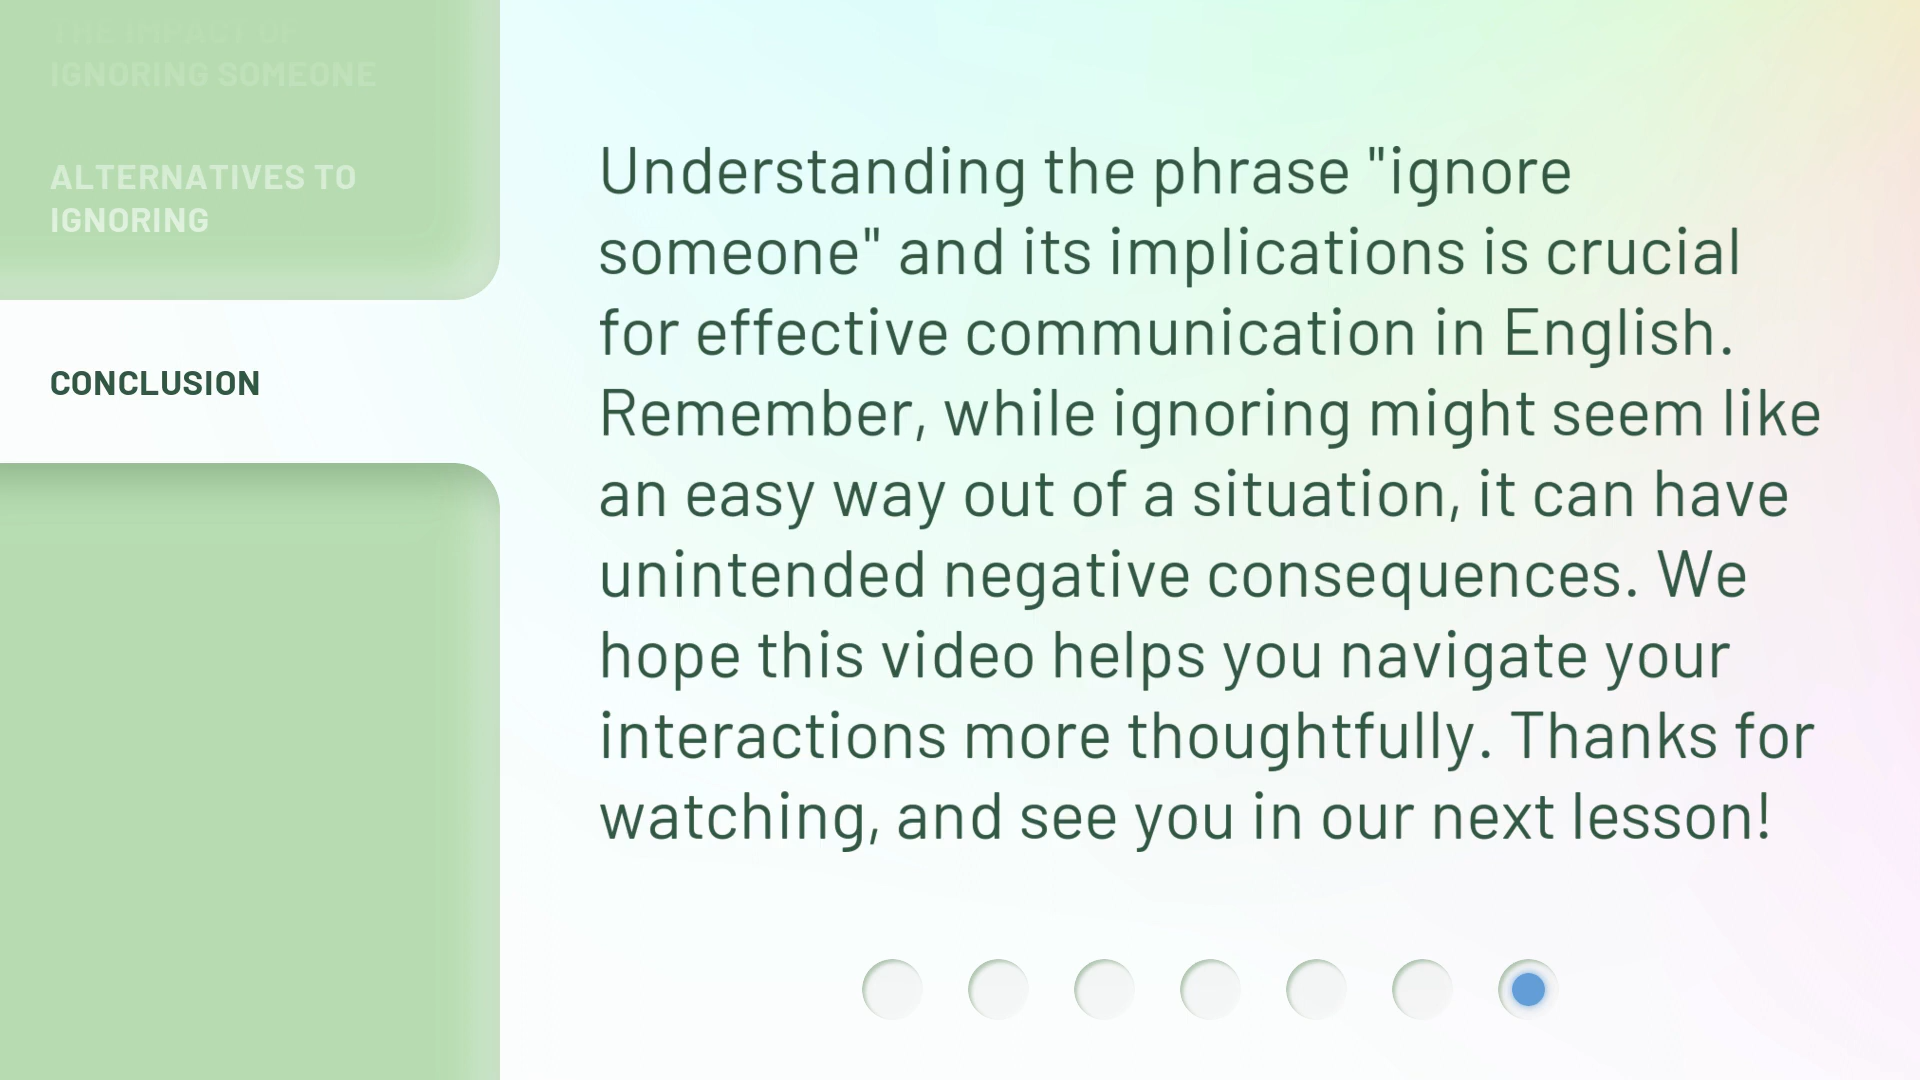 THE IMPACT OF
IGNORING SOMEONE
ALTERNATIVES TO
IGNORING
CONCLUSION
Understanding the phrase "ignore
someone" and its implications is crucial
for effective communication in English.
Remember, while ignoring might seem like
an easy way out of a situation, it can have
unintended negative consequences. We
hope this video helps you navigate your
interactions more thoughtfully. Thanks for
watching, and see you in our next lesson!